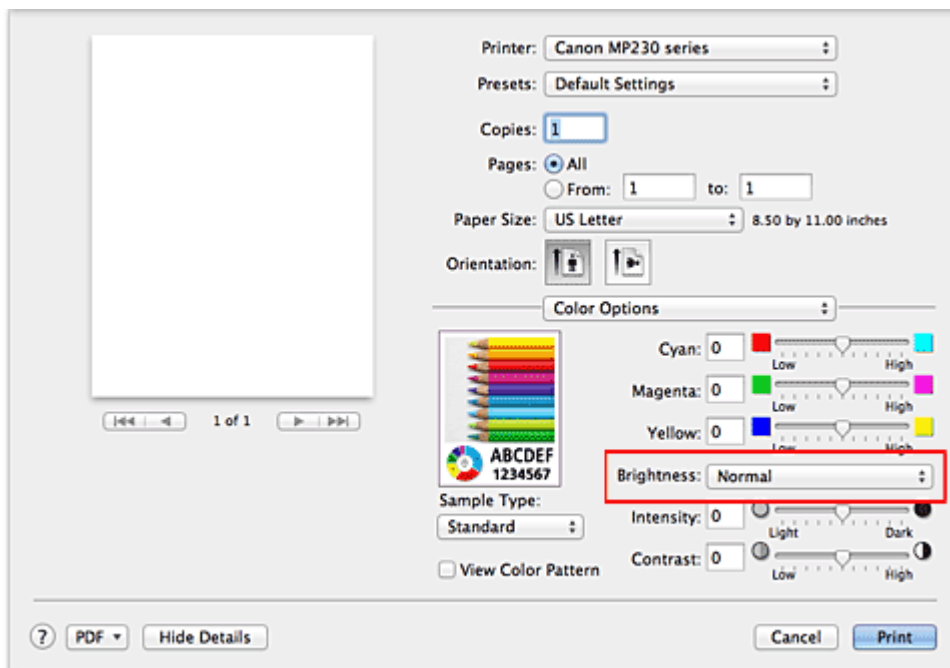 Printer: Canon MP230 series
Presets: Default Settings
Copies: 1
Pages: All
From: 1 to: 1
Paper Size: US Letter 8.50 by 11.00 inches
Orientation:
Color Options
1 of 1
Cyan: 0
Low High
Magenta: 0
Low High
Yellow: 0
Low High
ABCDEF
1234567
Brightness: Normal
Sample Type:
Standard
Intensity: 0
Light Dark
View Color Pattern
Contrast: 0
Low High
? PDF Hide Details Cancel Print